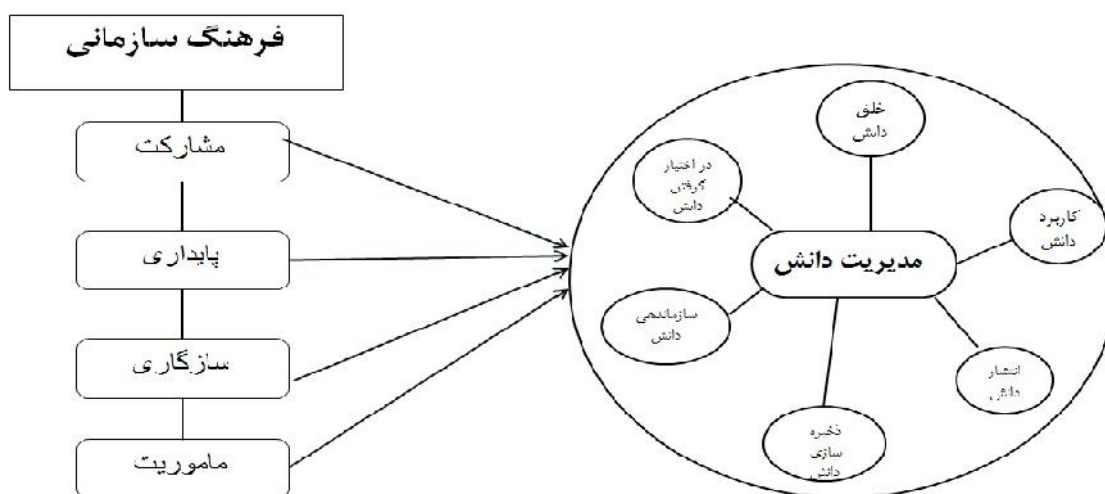 فرهنگ سازمانی
مشارکت
پایداری
سازگاری
ماموریت
خلق
دانش
در اختیار
گرفتن
دانش
کاربرد
دانش
مدیریت دانش
سازماندهی
دانش
انتشار
دانش
ذخیره
سازی
دانش